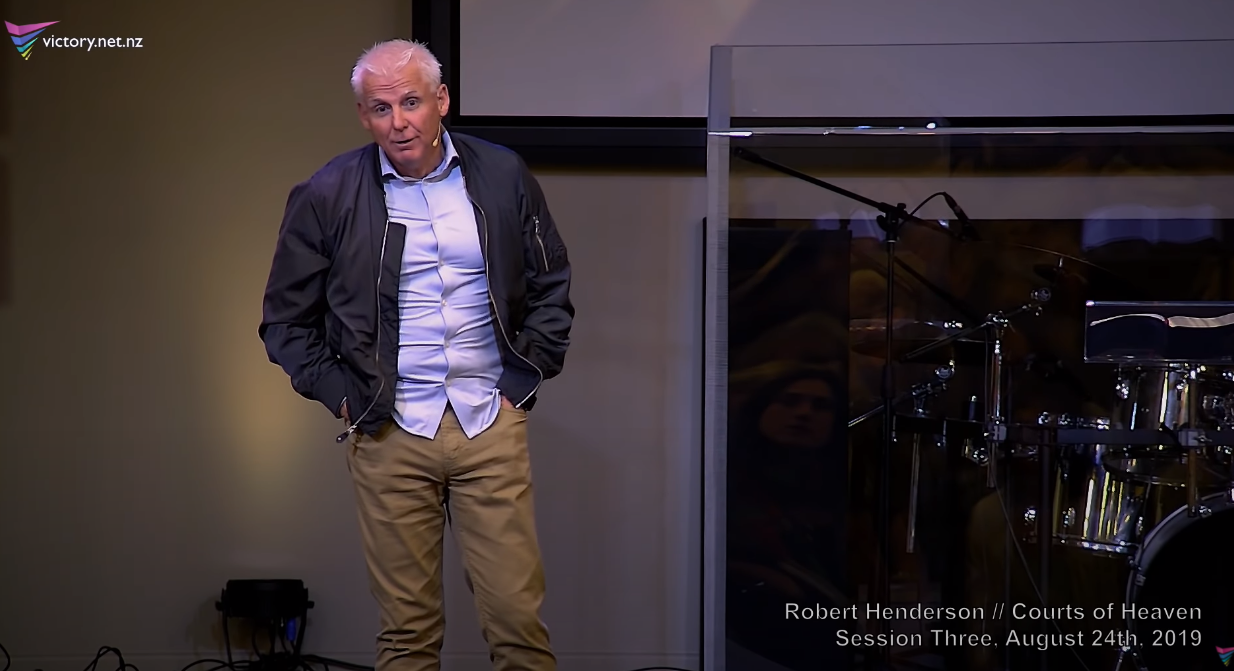 victory.net.nz
Robert Henderson // Courts of Heaven
Session Three, August 24th, 2019